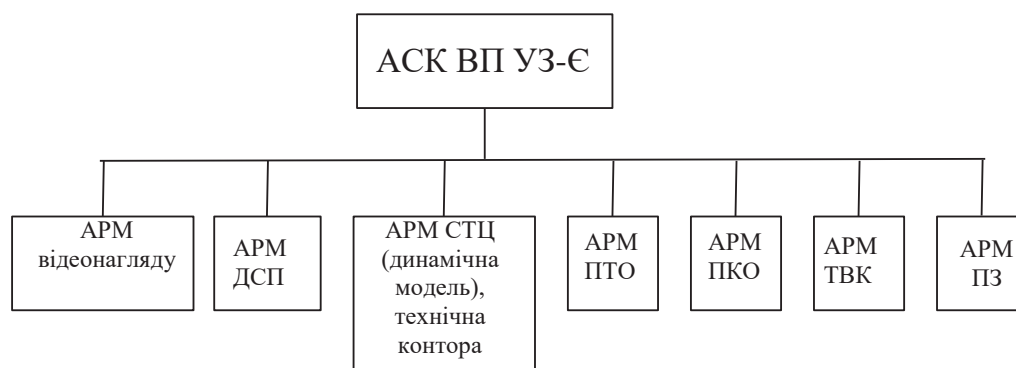 АСК ВП УЗ-Є
АРМ
відеонагляду
АРМ
ДСП
АРМ СТЦ
(динамічна
модель),
технічна
контора
АРМ
ПТО
АРМ
ПКО
АРМ
ТВК
АРМ
ПЗ